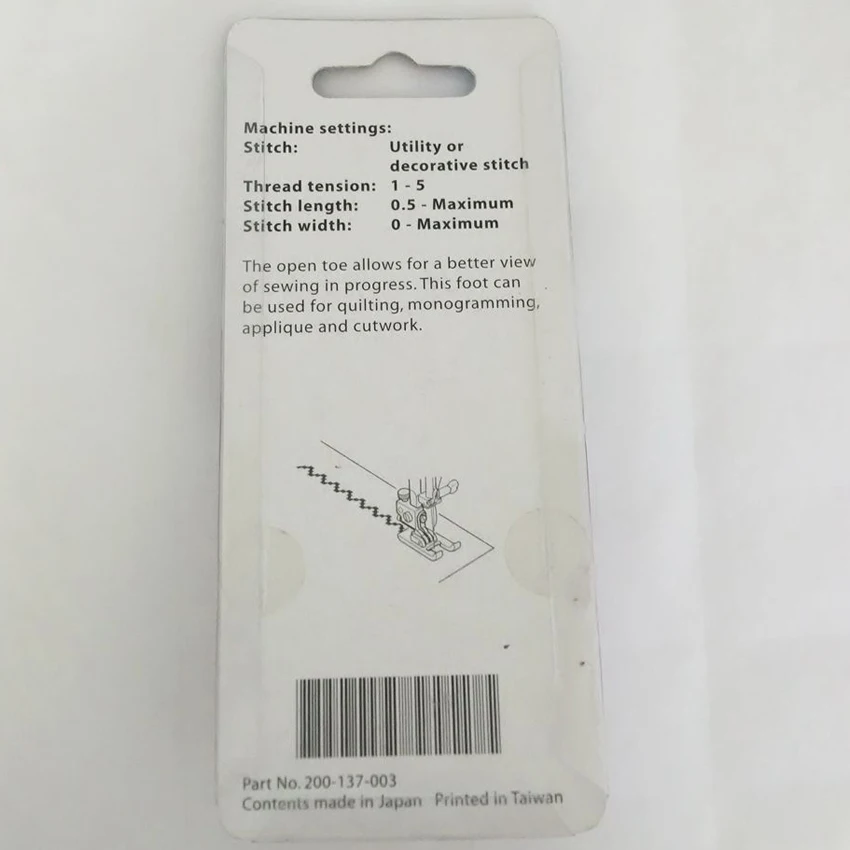 Machine settings:
Stitch: Utility or
decorative stitch
Thread tension: 1 - 5
Stitch length: 0.5 - Maximum
Stitch width: 0 - Maximum
The open toe allows for a better view
of sewing in progress. This foot can
be used for quilting, monogramming,
applique and cutwork.
Part No. 200-137-003
Contents made in Japan Printed in Taiwan